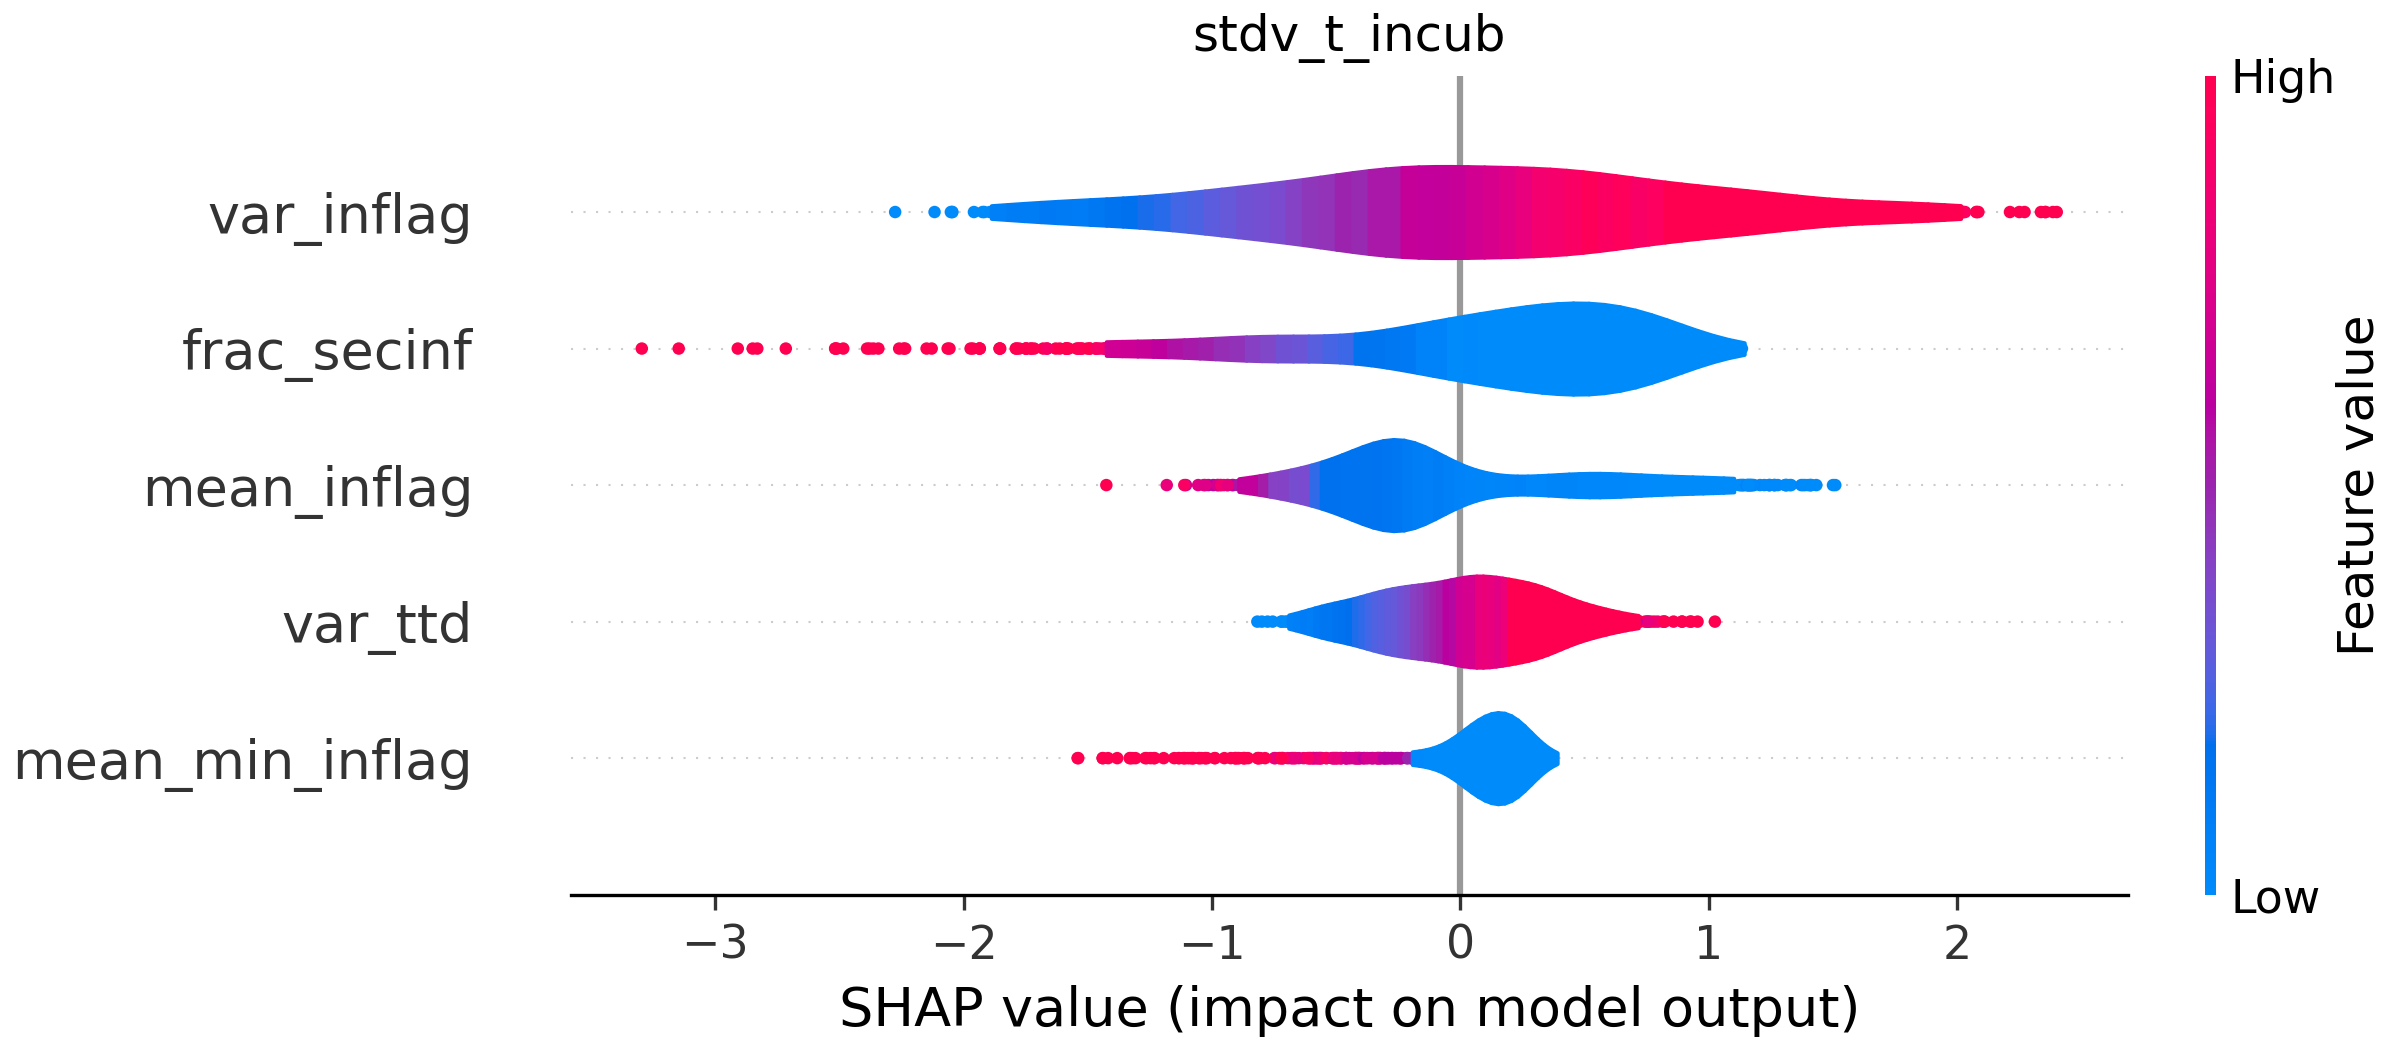 stdv_t_incub
High
var_inflag
frac_secinf
mean_inflag
var_ttd
mean_min_inflag
Feature value
Low
−3 −2 −1 0 1 2
SHAP value (impact on model output)